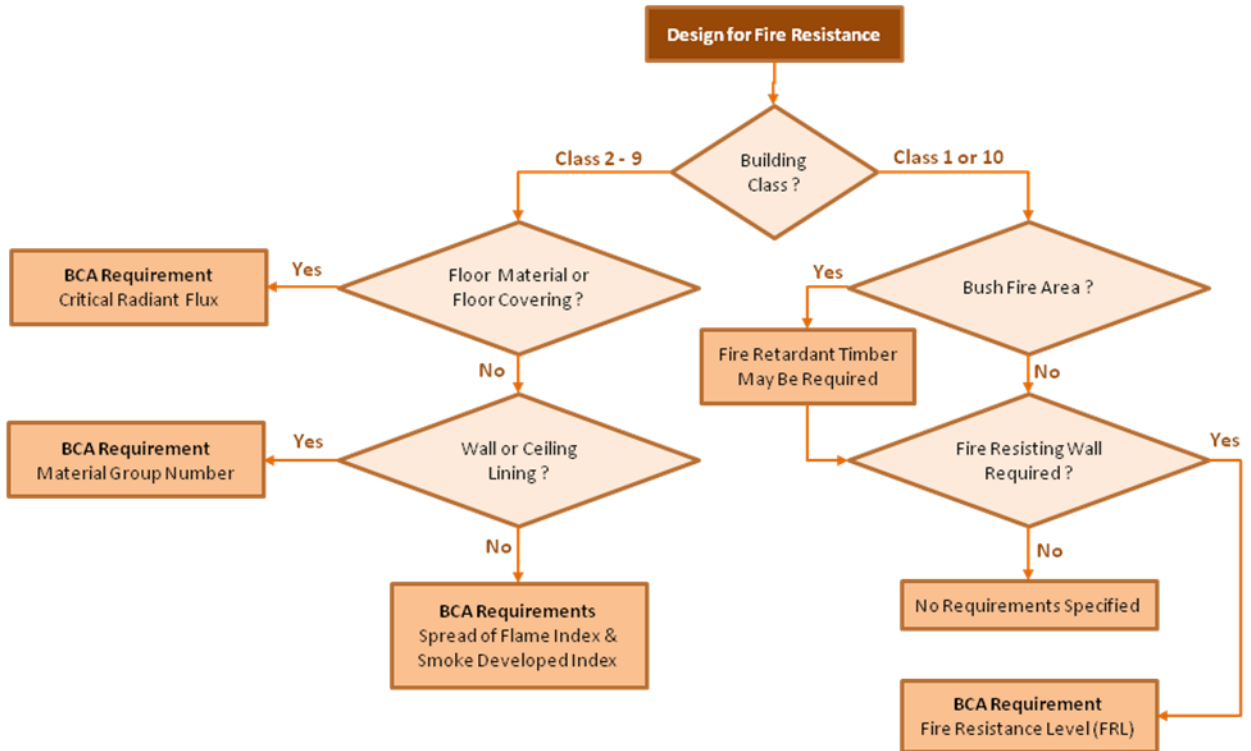 Design for Fire Resistance
Class 2 - 9
Building
Class ?
Class 1 or 10
BCA Requirement
Critical Radiant Flux
Yes
Floor Material or
Floor Covering ?
Yes
Bush Fire Area ?
Fire Retardant Timber
May Be Required
No
No
BCA Requirement
Material Group Number
Yes
Wall or Ceiling
Lining ?
Fire Resisting Wall
Required ?
Yes
No
No
BCA Requirements
Spread of Flame Index &
Smoke Developed Index
No Requirements Specified
BCA Requirement
Fire Resistance Level (FRL)